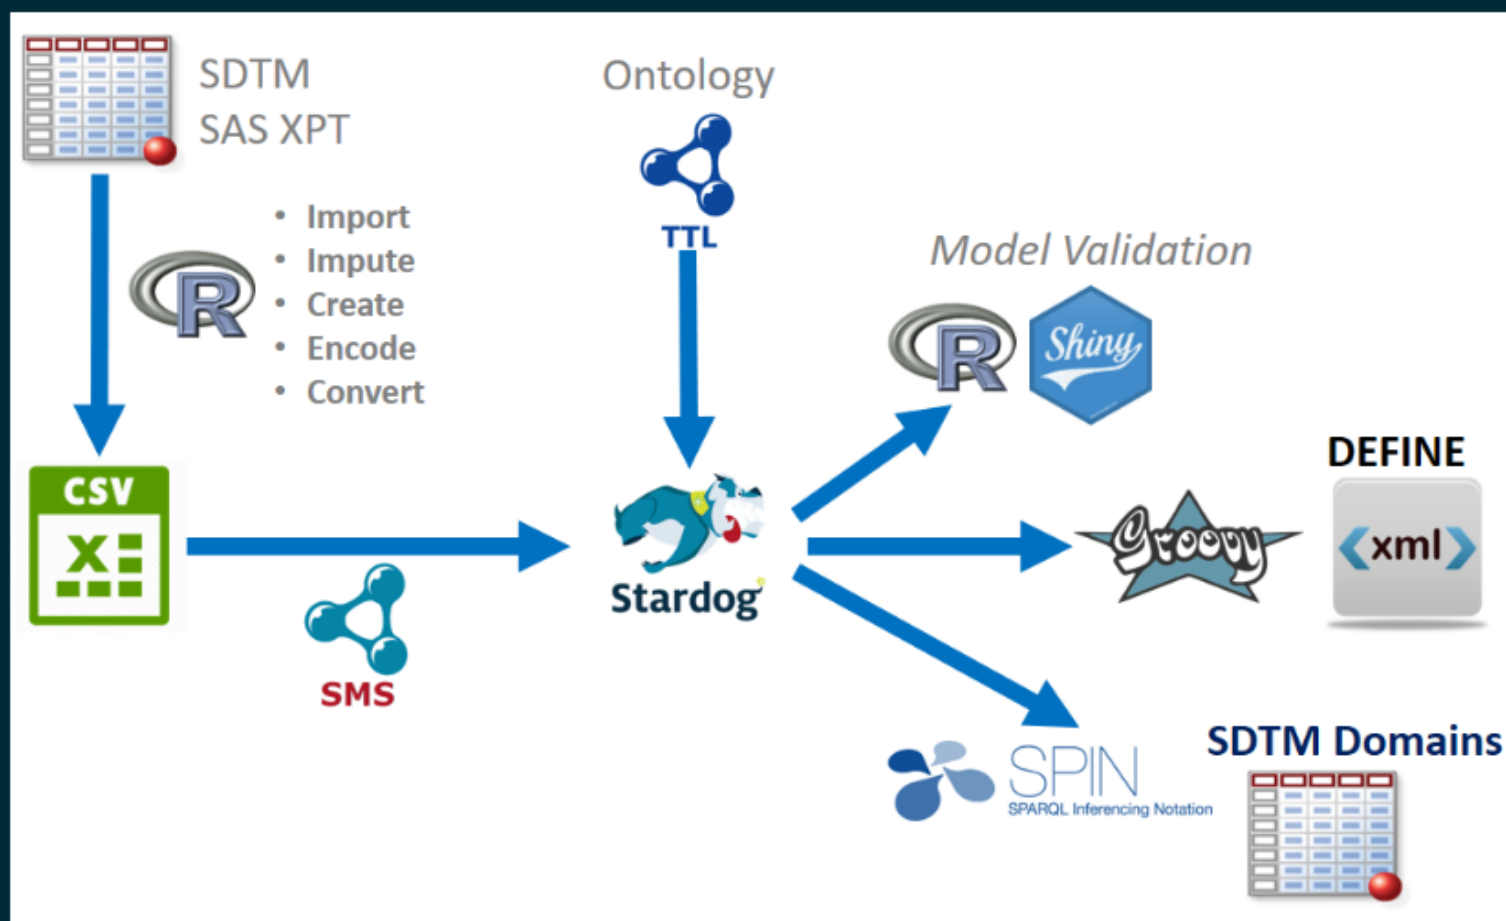 SDTM
SAS XPT
• Import
• Impute
• Create
• Encode
• Convert
R
CSV
X
SMS
Ontology
TTL
Stardog
Model Validation
R
Shiny
Groovy
DEFINE
<xml>
SPIN
SPARQL Inferencing Notation
SDTM Domains